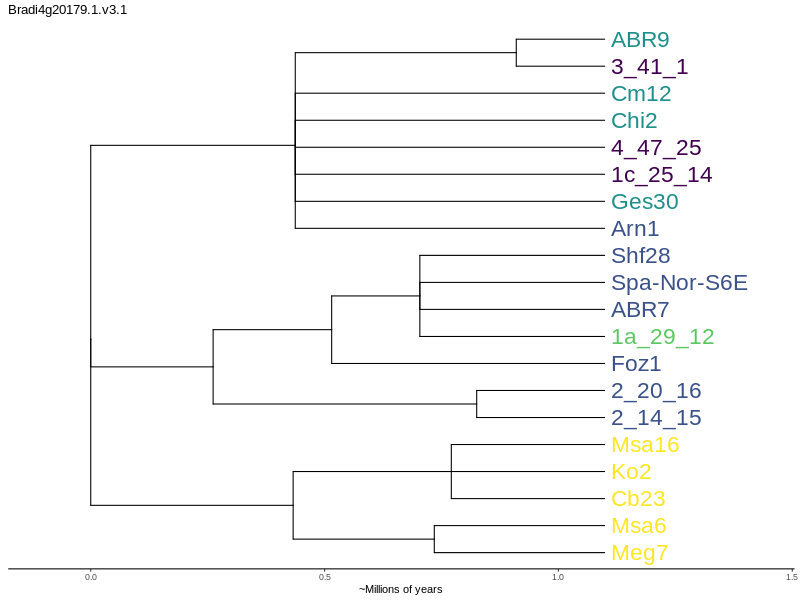 Bradi4g20179.1.v3.1
ABR9
3_41_1
Cm12
Chi2
4_47_25
1c_25_14
Ges30
Arn1
Shf28
Spa-Nor-S6E
ABR7
1a_29_12
Foz1
2_20_16
2_14_15
Msa16
Ko2
Cb23
Msa6
Meg7
0.0 0.5 1.0 1.5
~Millions of years